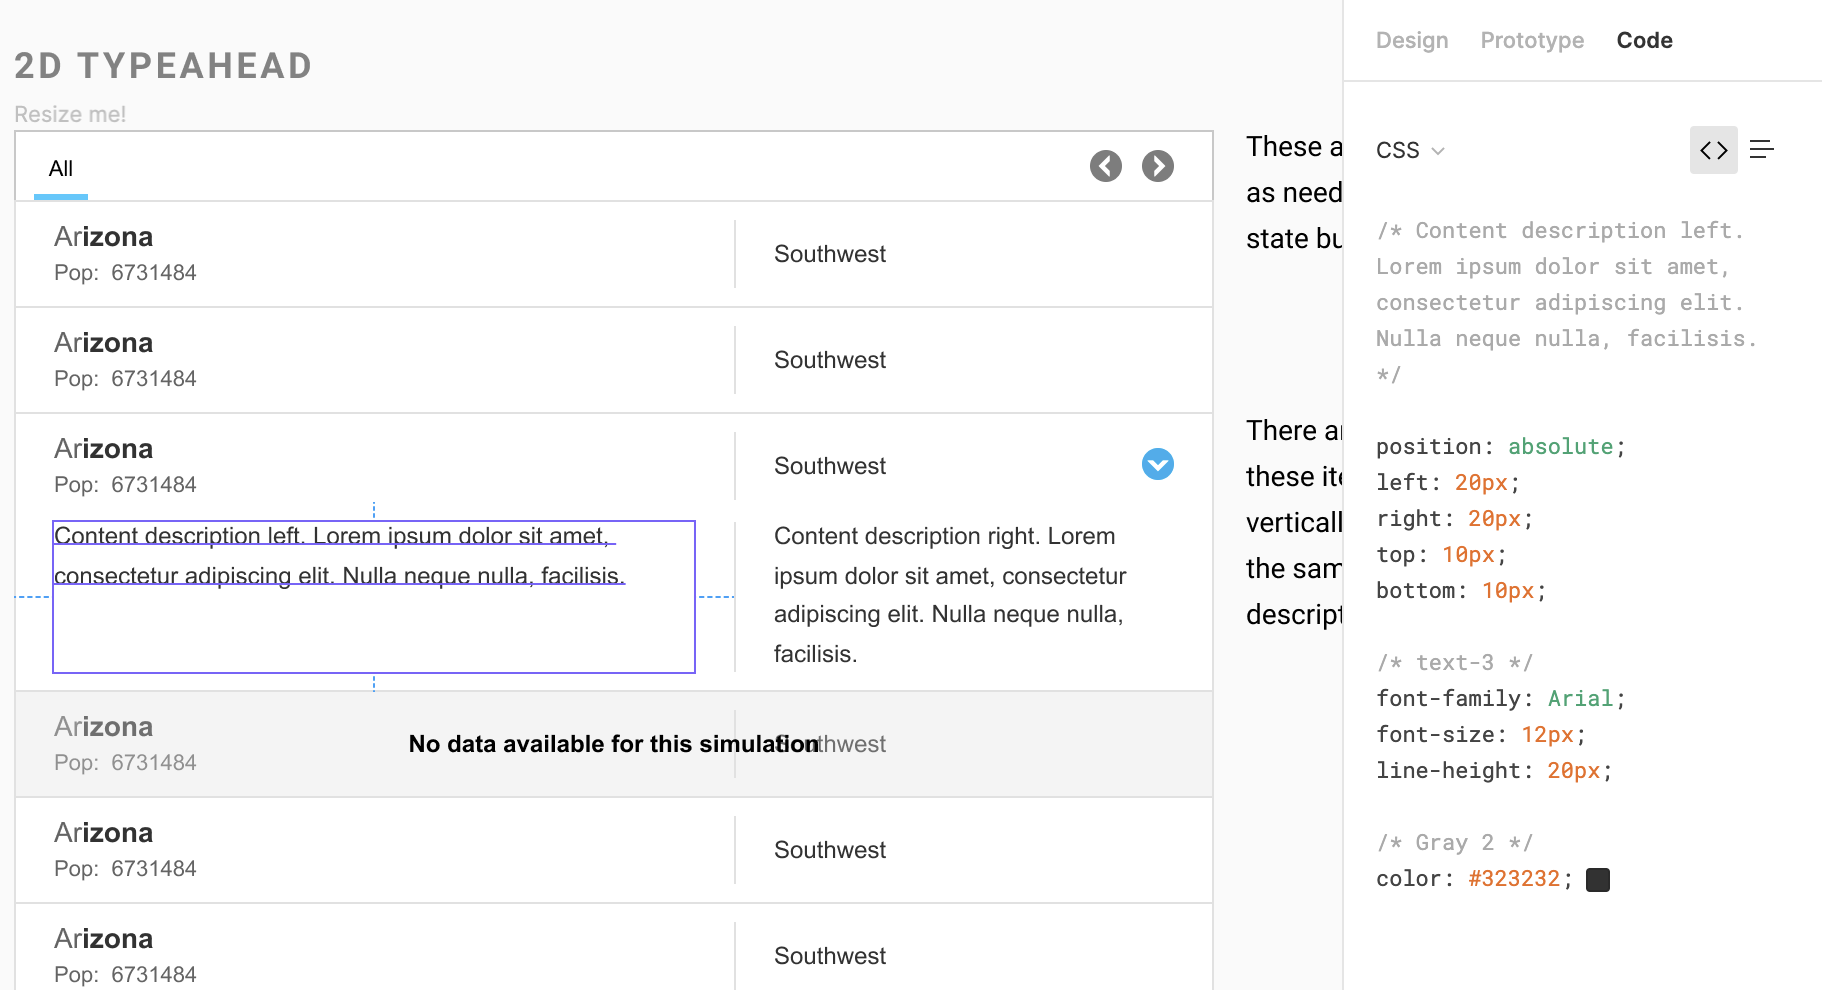 2D TYPEAHEAD
Resize me!
All
Arizona
Pop: 6731484
Southwest
Arizona
Pop: 6731484
Southwest
Arizona
Pop: 6731484
Southwest
Content description left. Lorem ipsum dolor sit amet,
consectetur adipiscing elit. Nulla neque nulla, facilisis.
Content description right. Lorem
ipsum dolor sit amet, consectetur
adipiscing elit. Nulla neque nulla,
facilisis.
Arizona
Pop: 6731484
No data available for this simulation
Southwest
Arizona
Pop: 6731484
Southwest
Arizona
Pop: 6731484
Southwest
These a
as need
state bu
There ar
these ite
verticall
the sam
descript
Design Prototype Code
CSS
/* Content description left.
Lorem ipsum dolor sit amet,
consectetur adipiscing elit.
Nulla neque nulla, facilisis.
*/
position: absolute;
left: 20px;
right: 20px;
top: 10px;
bottom: 10px;
/* text-3 */
font-family: Arial;
font-size: 12px;
line-height: 20px;
/* Gray 2 */
color: #323232;